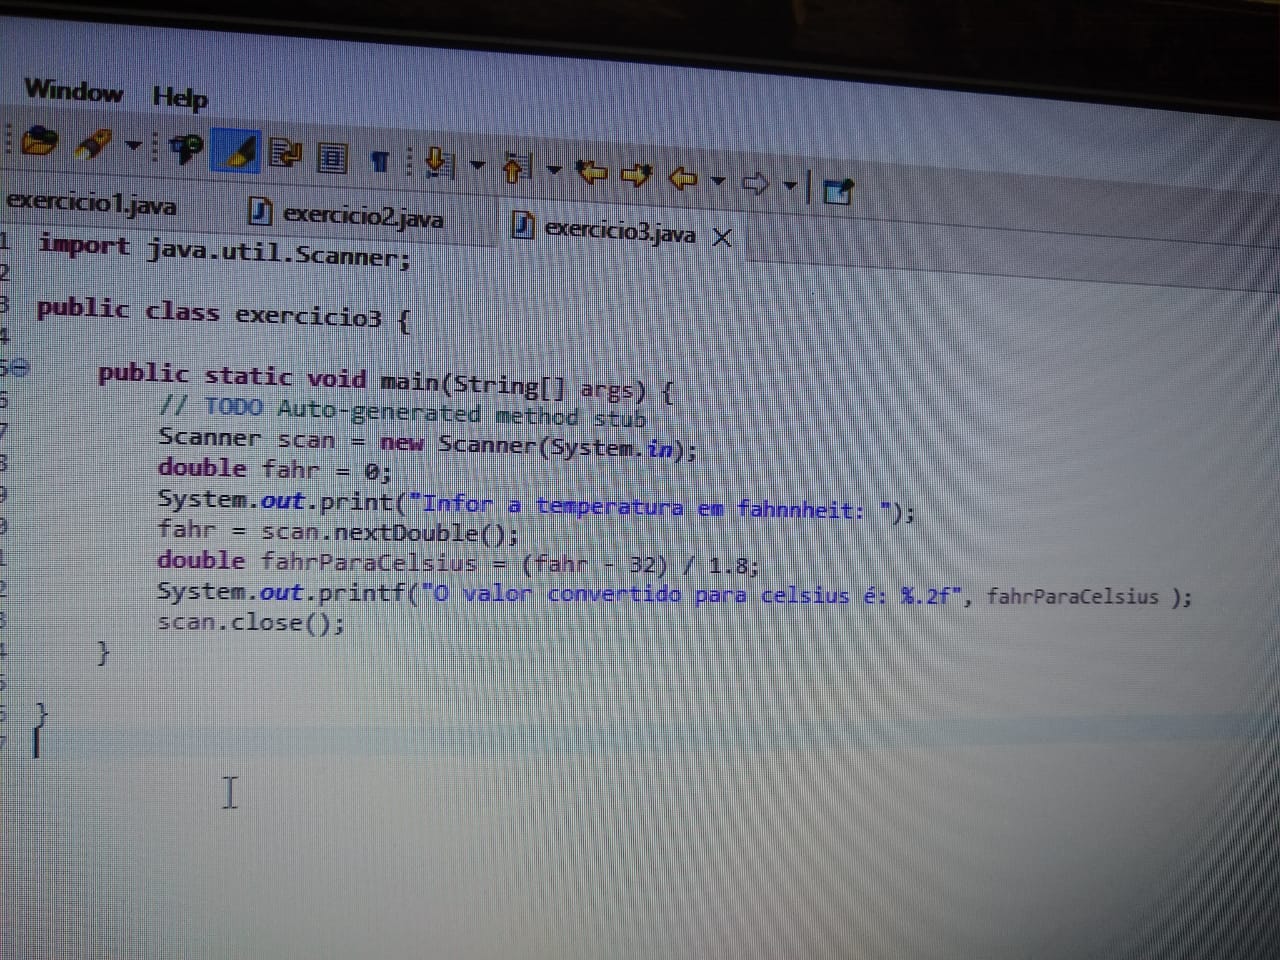 Window Help
exercicio1.java exercicio2.java exercicio3.java
1 import java.util.Scanner;
2
3 public class exercicio3 {
4
5 public static void main(String[] args) {
6 // TODO Auto-generated method stub
7 Scanner scan = new Scanner(System.in);
8 double fahr = 0;
9 System.out.print("Infor a temperatura em fahnnheit: ");
0 fahr = scan.nextDouble();
1 double fahrParaCelsius = (fahr - 32) / 1.8;
2 System.out.printf("O valor convertido para celsius é: %.2f", fahrParaCelsius );
3 scan.close();
4 }
5
6 }
7